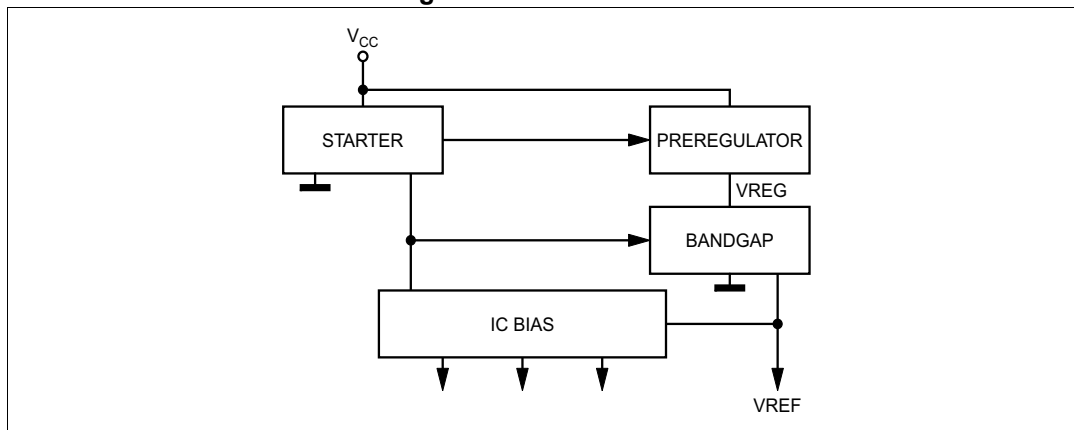 V_CC
STARTER
PREREGULATOR
VREG
BANDGAP
IC BIAS
VREF